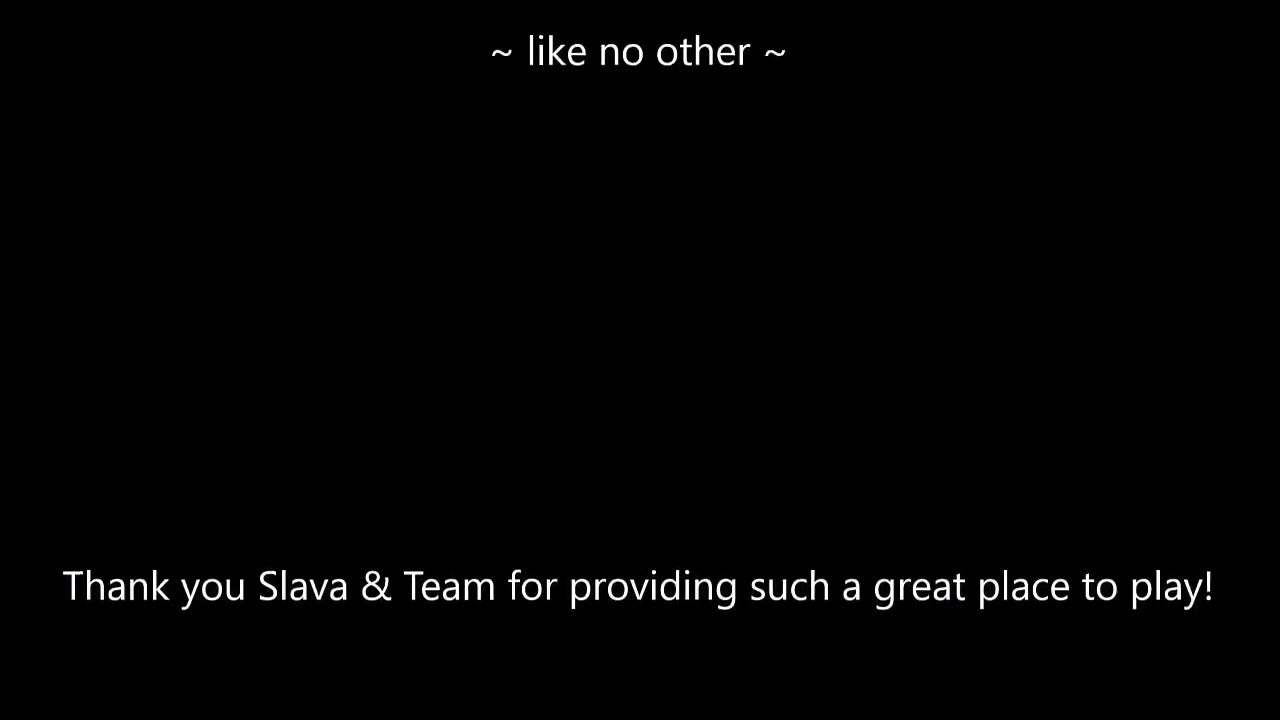 ~ like no other ~
Thank you Slava & Team for providing such a great place to play!